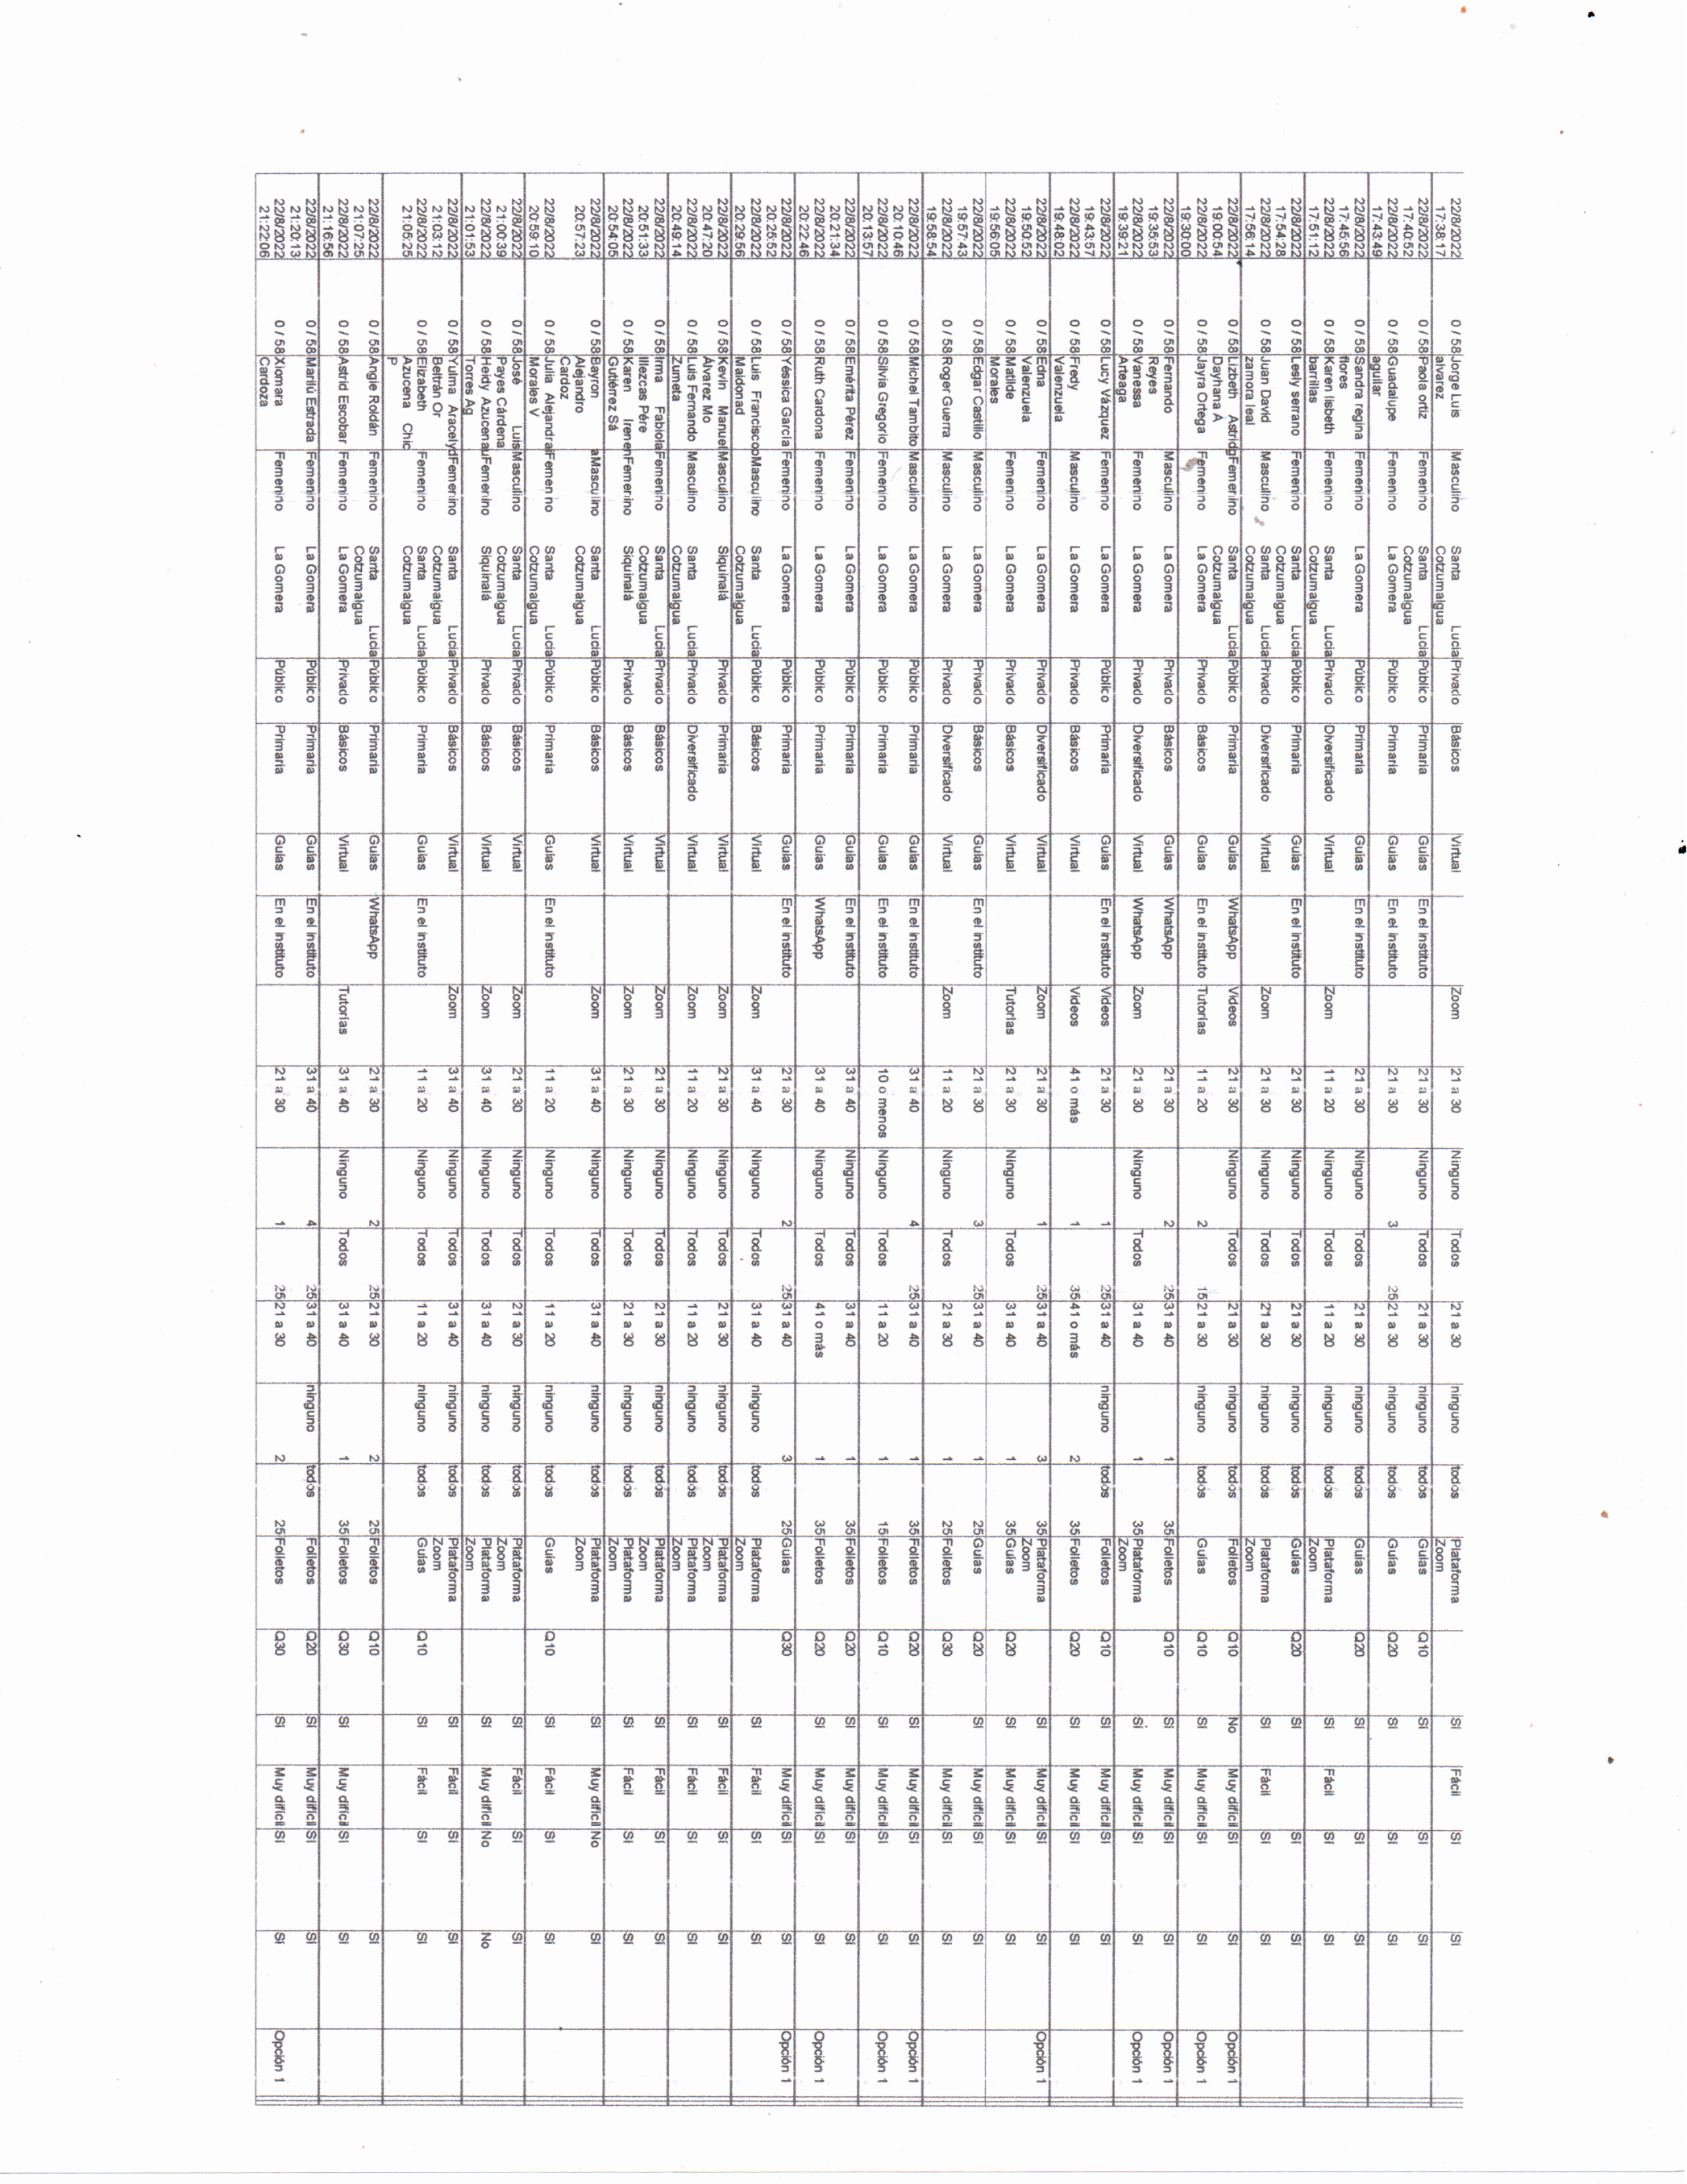 22/8/2022 0 / 58 Jorge Luis Masculino Santa Lucia Privado Básicos Virtual Zoom 21 a 30 Ninguno Todos 21 a 30 ninguno todos Plataforma Sí Fácil Sí Sí
17:38:17 alvarez Cotzumalgua Zoom
22/8/2022 0 / 58 Paola ortiz Femenino Santa Lucia Público Primaria Guías En el instituto 21 a 30 Ninguno Todos 21 a 30 ninguno todos Guias Q10 Sí Sí Sí
17:40:52 Cotzumalgua
22/8/2022 0 / 58 Guadalupe Femenino La Gomera Público Primaria Guías En el instituto 21 a 30 3 25 21 a 30 ninguno todos Guias Q20 Sí Sí Sí
17:43:49 aguilar
22/8/2022 0 / 58 Sandra regina Femenino La Gomera Público Primaria Guías En el instituto 21 a 30 Ninguno Todos 21 a 30 ninguno todos Guias Q20 Sí Sí Sí
17:45:56 flores
22/8/2022 0 / 58 Karen lisbeth Femenino Santa Lucia Privado Diversificado Virtual Zoom 11 a 20 Ninguno Todos 11 a 20 ninguno todos Plataforma Sí Fácil Sí Sí
17:51:12 barrillas Cotzumalgua Zoom
22/8/2022 0 / 58 Lesly serrano Femenino Santa Lucia Público Primaria Guías En el instituto 21 a 30 Ninguno Todos 21 a 30 ninguno todos Guias Q20 Sí Sí Sí
17:54:28 Cotzumalgua
22/8/2022 0 / 58 Juan David Masculino Santa Lucia Privado Diversificado Virtual Zoom 21 a 30 Ninguno Todos 21 a 30 ninguno todos Plataforma Sí Fácil Sí Sí
17:56:14 zamora leal Cotzumalgua Zoom
22/8/2022 0 / 58 Lizbeth Astridg Femenino Santa Lucia Público Primaria Guías WhatsApp Videos 21 a 30 Ninguno Todos 21 a 30 ninguno todos Folletos Q10 No Muy difícil Sí Sí Opción 1
19:00:54 Dayhana A Cotzumalgua
22/8/2022 0 / 58 Jayra Ortega Femenino La Gomera Privado Básicos Guías En el instituto Tutorías 11 a 20 2 15 21 a 30 ninguno todos Guias Q10 Sí Muy difícil Sí Sí Opción 1
19:30:00
22/8/2022 0 / 58 Fernando Masculino La Gomera Privado Básicos Guías WhatsApp 21 a 30 2 25 31 a 40 1 35 Folletos Q10 Sí Muy difícil Sí Sí Opción 1
19:35:53 Reyes
22/8/2022 0 / 58 Vanessa Femenino La Gomera Privado Diversificado Virtual WhatsApp Zoom 21 a 30 Ninguno Todos 31 a 40 1 35 Plataforma Sí Muy difícil Sí Sí Opción 1
19:39:21 Arteaga Zoom
22/8/2022 0 / 58 Lucy Vázquez Femenino La Gomera Público Primaria Guías En el instituto Videos 21 a 30 1 25 31 a 40 ninguno todos Folletos Q10 Sí Muy difícil Sí Sí
19:43:57
22/8/2022 0 / 58 Fredy Masculino La Gomera Privado Básicos Virtual Videos 41 o más 1 35 41 o más 2 35 Folletos Q20 Sí Muy difícil Sí Sí
19:48:02 Valenzuela
22/8/2022 0 / 58 Edna Femenino La Gomera Privado Diversificado Virtual Zoom 21 a 30 1 25 31 a 40 3 35 Plataforma Sí Muy difícil Sí Sí Opción 1
19:50:52 Valenzuela Zoom
22/8/2022 0 / 58 Matilde Femenino La Gomera Privado Básicos Virtual Tutorías 21 a 30 Ninguno Todos 31 a 40 1 35 Guias Q20 Sí Muy difícil Sí Sí
19:56:05 Morales
22/8/2022 0 / 58 Edgar Castillo Masculino La Gomera Privado Básicos Guías En el instituto 21 a 30 3 25 31 a 40 1 25 Guias Q20 Sí Muy difícil Sí Sí
19:57:43
22/8/2022 0 / 58 Roger Guerra Masculino La Gomera Privado Diversificado Virtual Zoom 11 a 20 Ninguno Todos 21 a 30 1 25 Folletos Q30 Muy difícil Sí Sí
19:58:54
22/8/2022 0 / 58 Michel Tambito Masculino La Gomera Público Primaria Guías En el instituto 31 a 40 4 25 31 a 40 1 35 Folletos Q20 Sí Muy difícil Sí Sí Opción 1
20:10:46
22/8/2022 0 / 58 Silvia Gregorio Femenino La Gomera Público Primaria Guías En el instituto 10 o menos Ninguno Todos 11 a 20 1 15 Folletos Q10 Sí Muy difícil Sí Sí Opción 1
20:13:57
22/8/2022 0 / 58 Emérita Pérez Femenino La Gomera Público Primaria Guías En el instituto 31 a 40 Ninguno Todos 31 a 40 1 35 Folletos Q20 Sí Muy difícil Sí Sí
20:21:34
22/8/2022 0 / 58 Ruth Cardona Femenino La Gomera Público Primaria Guías WhatsApp 31 a 40 Ninguno Todos 41 o más 1 35 Folletos Q20 Sí Muy difícil Sí Sí Opción 1
20:22:46
22/8/2022 0 / 58 Yéssica García Femenino La Gomera Público Primaria Guías En el instituto 21 a 30 2 25 31 a 40 3 25 Guias Q30 Muy difícil Sí Sí Opción 1
20:25:52
22/8/2022 0 / 58 Luis Francisco Masculino Santa Lucia Público Básicos Virtual Zoom 31 a 40 Ninguno Todos 31 a 40 ninguno todos Plataforma Sí Fácil Sí Sí
20:29:56 Maldonad Cotzumalgua Zoom
22/8/2022 0 / 58 Kevin Manuel Masculino Siquinalá Privado Primaria Virtual Zoom 21 a 30 Ninguno Todos 21 a 30 ninguno todos Plataforma Sí Fácil Sí Sí
20:47:20 Álvarez Mo Zoom
22/8/2022 0 / 58 Luis Fernando Masculino Santa Lucia Privado Diversificado Virtual Zoom 11 a 20 Ninguno Todos 11 a 20 ninguno todos Plataforma Sí Fácil Sí Sí
20:49:14 Zumeta Cotzumalgua Zoom
22/8/2022 0 / 58 Irma Fabiola Femenino Santa Lucia Privado Básicos Virtual Zoom 21 a 30 Ninguno Todos 21 a 30 ninguno todos Plataforma Sí Fácil Sí Sí
20:51:33 Illezcas Pére Cotzumalgua Zoom
22/8/2022 0 / 58 Karen Irene Femenino Siquinalá Privado Básicos Virtual Zoom 21 a 30 Ninguno Todos 21 a 30 ninguno todos Plataforma Sí Fácil Sí Sí
20:54:05 Gutiérrez Sá Zoom
22/8/2022 0 / 58 Bayron Masculino Santa Lucia Público Básicos Virtual Zoom 31 a 40 Ninguno Todos 31 a 40 ninguno todos Plataforma Sí Muy difícil No Sí
20:57:23 Alejandro Cotzumalgua Zoom
Cardoz
22/8/2022 0 / 58 Julia Alejandra Femenino Santa Lucia Público Primaria Guías En el instituto 11 a 20 Ninguno Todos 11 a 20 ninguno todos Guias Q10 Sí Fácil Sí Sí
20:59:10 Morales V Cotzumalgua
22/8/2022 0 / 58 José Luis Masculino Santa Lucia Privado Básicos Virtual Zoom 21 a 30 Ninguno Todos 21 a 30 ninguno todos Plataforma Sí Fácil Sí Sí
21:00:39 Payes Cárdena Cotzumalgua Zoom
22/8/2022 0 / 58 Heidy Azucena Femenino Siquinalá Privado Básicos Virtual Zoom 31 a 40 Ninguno Todos 31 a 40 ninguno todos Plataforma Sí Muy difícil No No
21:01:53 Torres Ag Zoom
22/8/2022 0 / 58 Yulma Aracely Femenino Santa Lucia Privado Básicos Virtual Zoom 31 a 40 Ninguno Todos 31 a 40 ninguno todos Plataforma Sí Fácil Sí Sí
21:03:12 Beltrán Or Cotzumalgua Zoom
22/8/2022 0 / 58 Elizabeth Femenino Santa Lucia Público Primaria Guías En el instituto 11 a 20 Ninguno Todos 11 a 20 ninguno todos Guias Q10 Sí Fácil Sí Sí
21:05:25 Azucena Chic Cotzumalgua
P
22/8/2022 0 / 58 Angie Roldán Femenino Santa Lucia Público Primaria Guías WhatsApp 21 a 30 2 25 21 a 30 2 25 Folletos Q10 Sí
21:07:25 Cotzumalgua
22/8/2022 0 / 58 Astrid Escobar Femenino La Gomera Privado Básicos Virtual Tutorías 31 a 40 Ninguno Todos 31 a 40 1 35 Folletos Q30 Sí Muy difícil Sí Sí
21:16:56
22/8/2022 0 / 58 Marilú Estrada Femenino La Gomera Público Primaria Guías En el instituto 31 a 40 4 25 31 a 40 ninguno todos Folletos Q20 Sí Muy difícil Sí Sí
21:20:13
22/8/2022 0 / 58 Xiomara Femenino La Gomera Público Primaria Guías En el instituto 21 a 30 1 25 21 a 30 2 25 Folletos Q30 Sí Muy difícil Sí Sí Opción 1
21:22:06 Cardoza